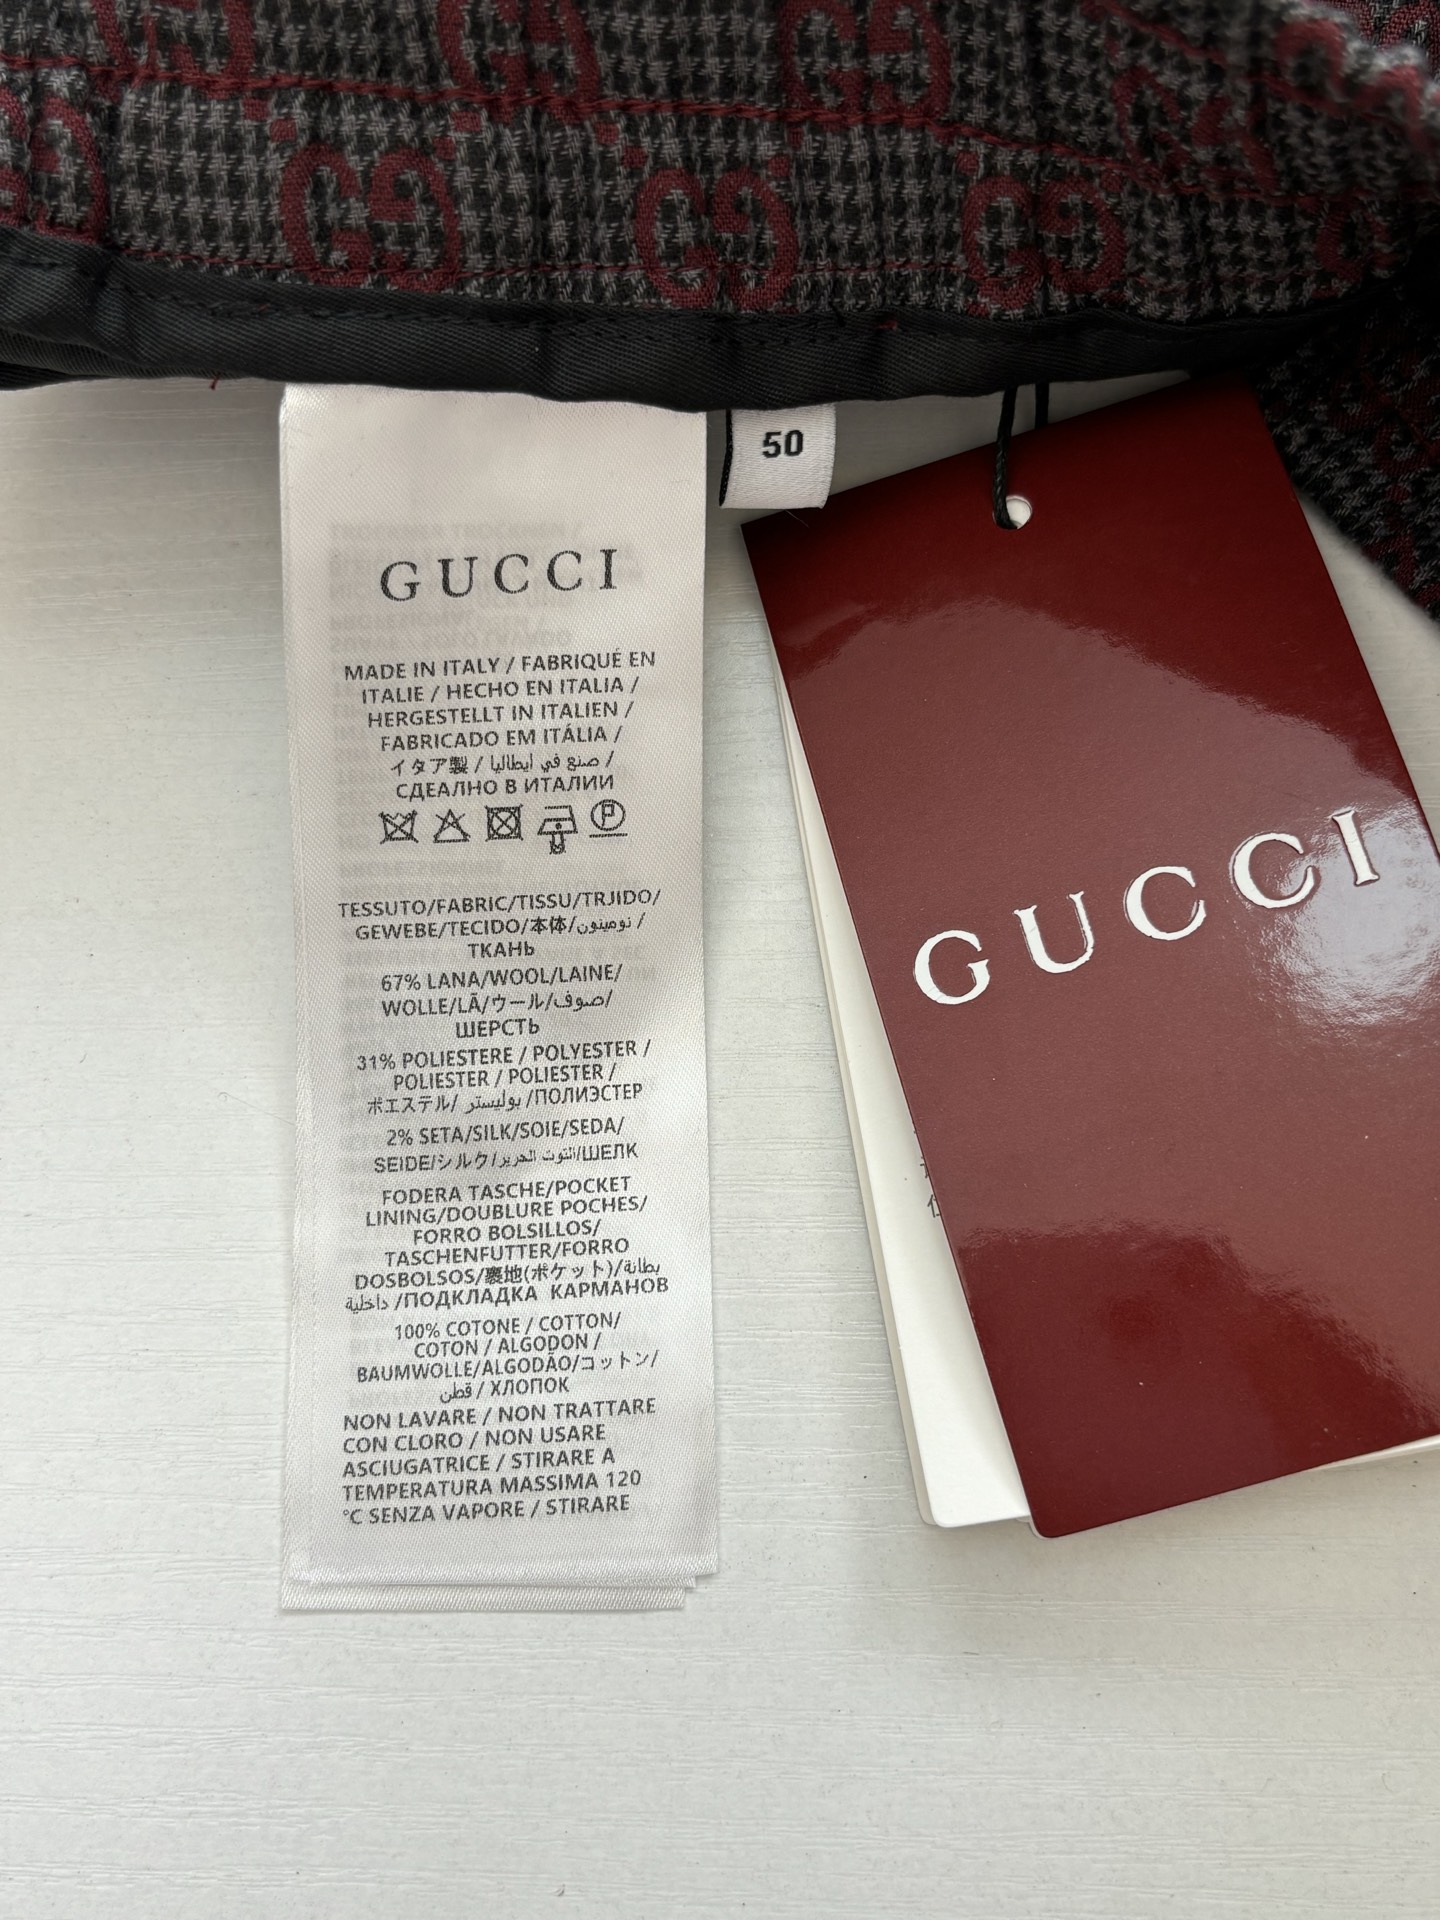 50
GUCCI
MADE IN ITALY / FABRIQUÉ EN
ITALIE / HECHO EN ITALIA /
HERGESTELLT IN ITALIEN /
FABRICADO EM ITÁLIA /
イタア製 / صنع في ايطاليا /
СДЕАЛНО В ИТАЛИИ
TESSUTO/FABRIC/TISSU/TRJIDO/
GEWEBE/TECIDO/本体/نومينون /
ТКАНЬ
67% LANA/WOOL/LAINE/
WOLLE/LÃ/ウール/صوف/
ШЕРСТЬ
31% POLIESTERE / POLYESTER /
POLIESTER / POLIESTER /
ポエステル/ بوليستر /ПОЛИЭСТЕР
2% SETA/SILK/SOIE/SEDA/
SEIDE/シルク/التوت الحرير/ШЕЛК
FODERA TASCHE/POCKET
LINING/DOUBLURE POCHES/
FORRO BOLSILLOS/
TASCHENFUTTER/FORRO
DOSBOLSOS/裏地(ポケット)/بطانة
داخلية /ПОДКЛАДКА КАРМАНОВ
100% COTONE / COTTON/
COTON / ALGODON /
BAUMWOLLE/ALGODÃO/コットン/
قطن / ХЛОПОК
NON LAVARE / NON TRATTARE
CON CLORO / NON USARE
ASCIUGATRICE / STIRARE A
TEMPERATURA MASSIMA 120
°C SENZA VAPORE / STIRARE
GUCCI